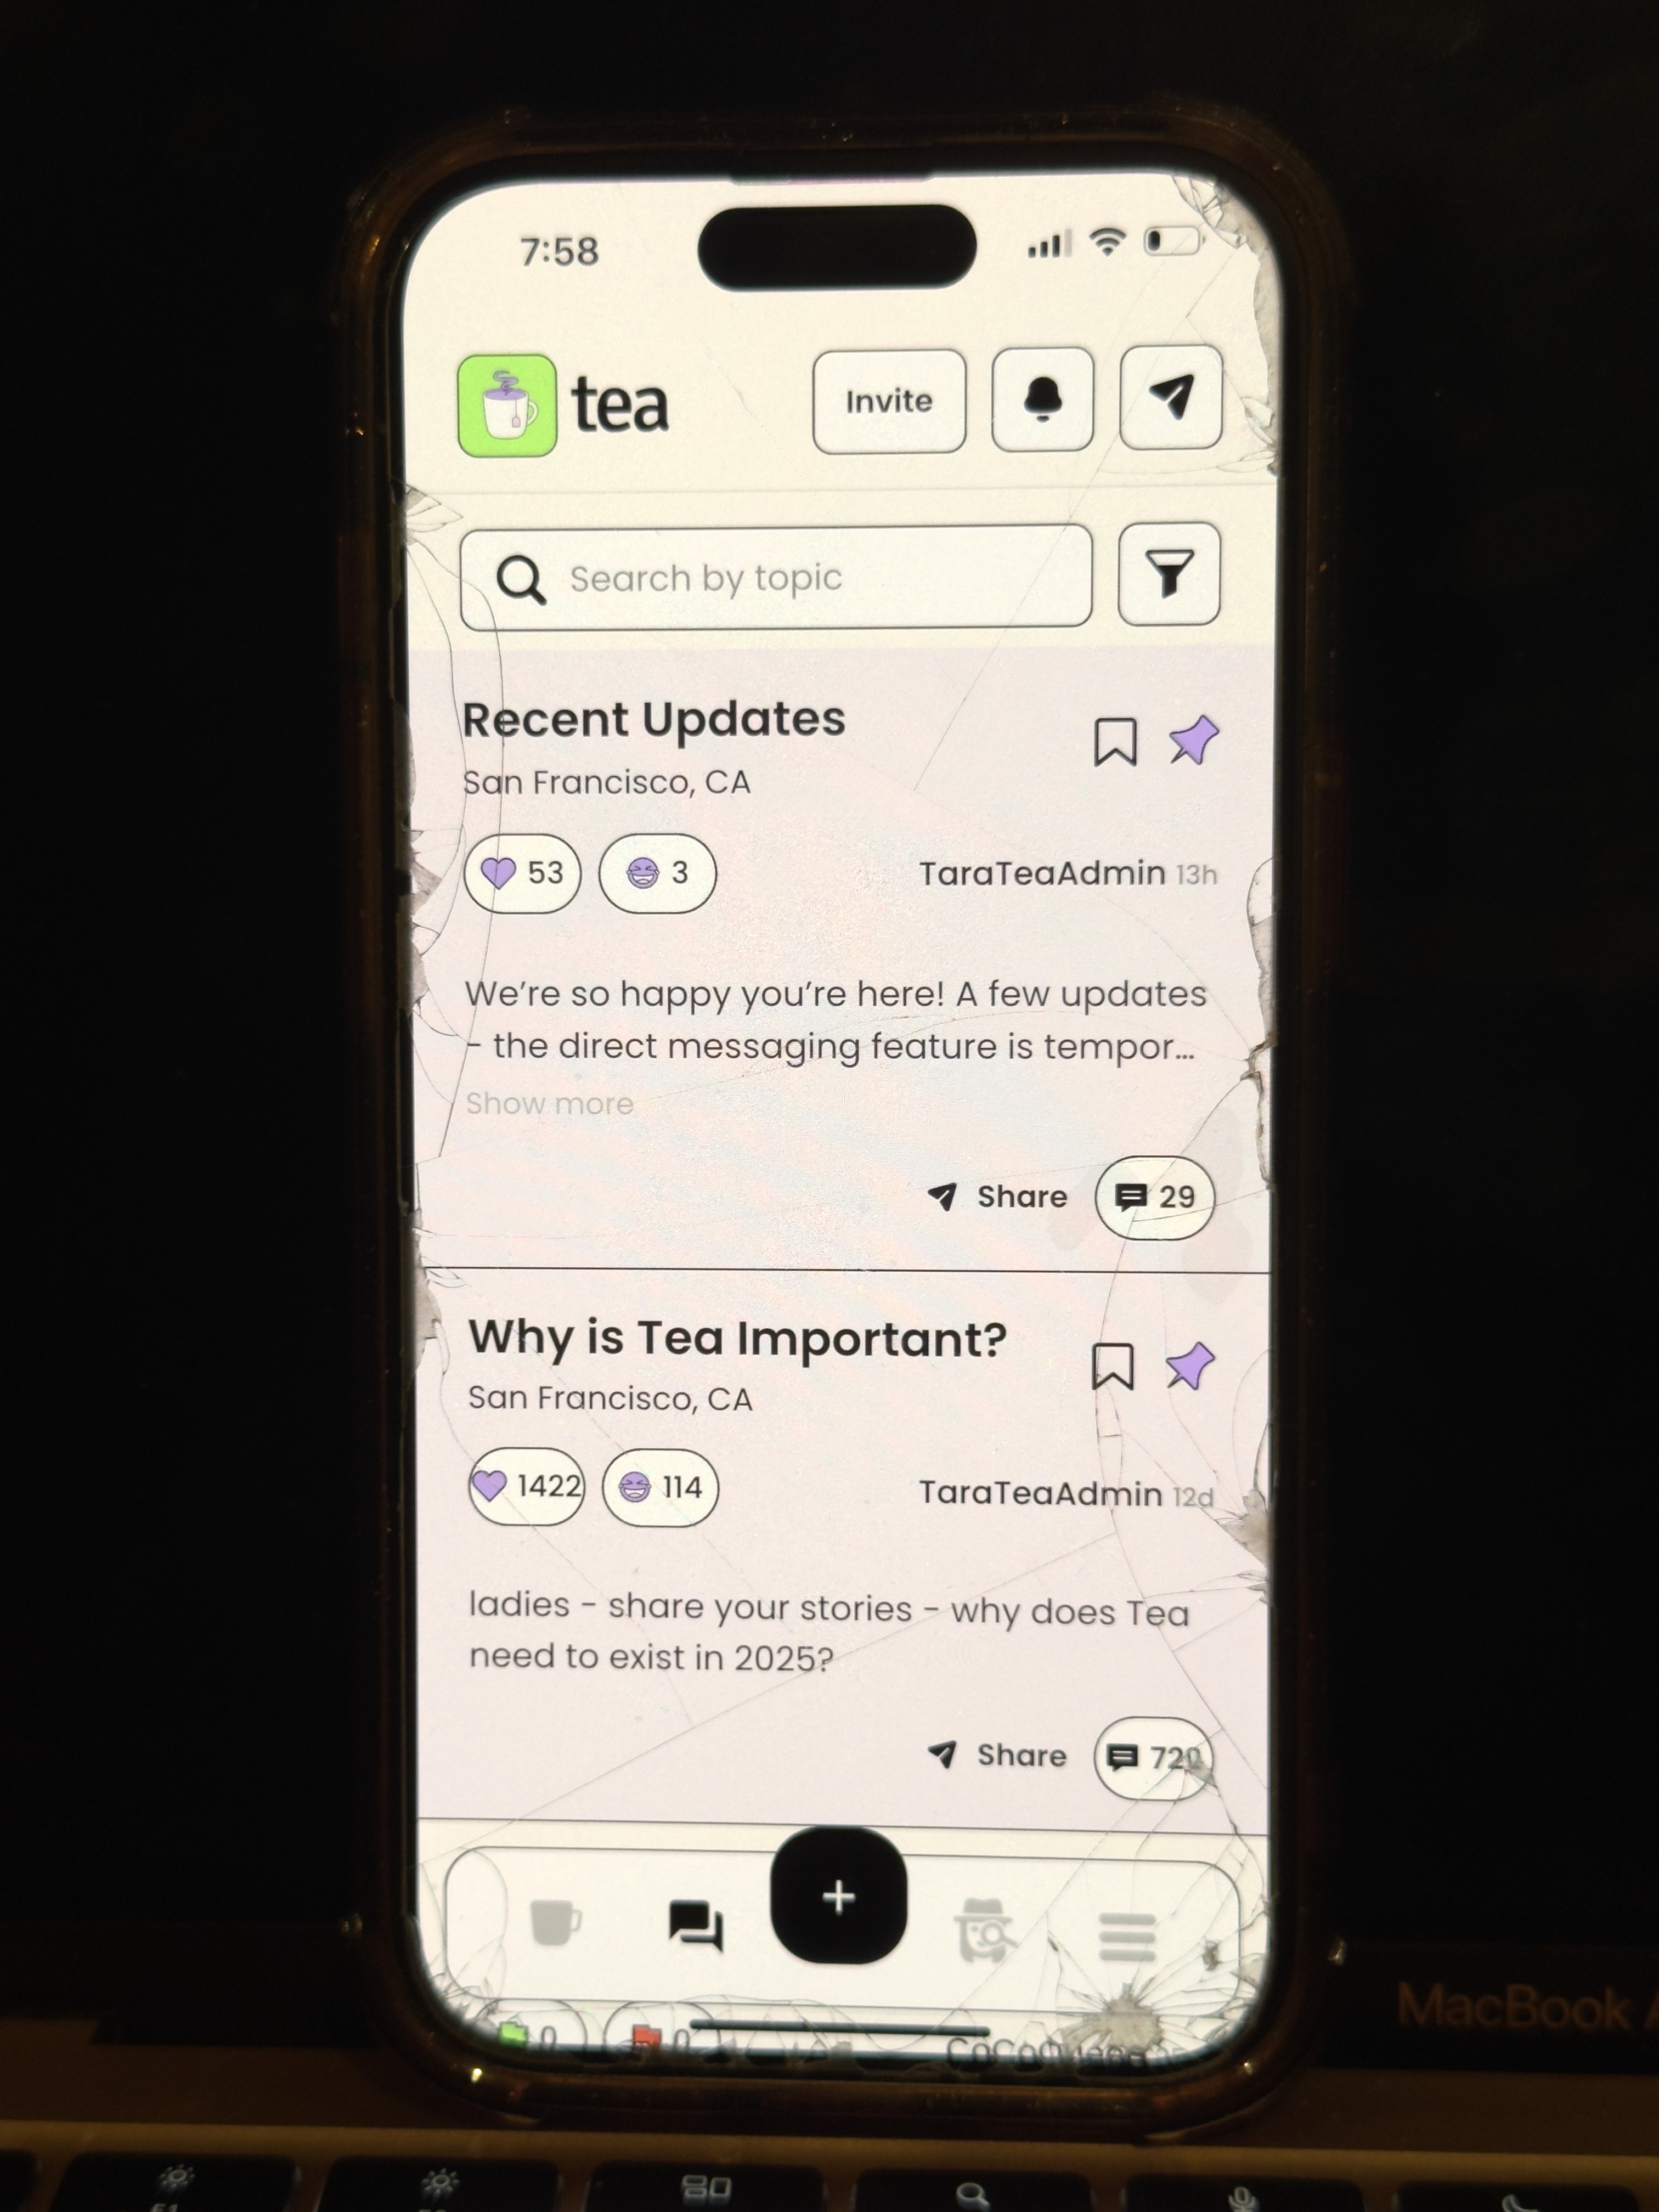 7:58
tea
Invite
Search by topic
Recent Updates
San Francisco, CA
53
3
TaraTeaAdmin 13h
We're so happy you're here! A few updates
- the direct messaging feature is tempor...
Show more
Share
29
Why is Tea Important?
San Francisco, CA
1422
114
TaraTeaAdmin 12d
ladies - share your stories - why does Tea
need to exist in 2025?
Share
+
0
0
MacBook
F1